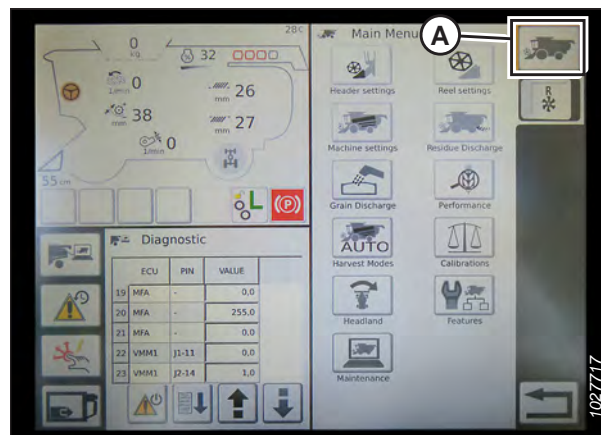 28c
Main Menu
A
0
kg
32
0
1/min
mm 26
38
mm
mm 27
0
1/min
55 cm
L
(P)
R
Header settings
Reel settings
Machine settings
Residue Discharge
Grain Discharge
Performance
AUTO
Harvest Modes
Calibrations
Headland
Features
Maintenance
Diagnostic
ECU PIN VALUE
19 MFA - 0,0
20 MFA - 255.0
21 MFA - 0.0
22 VMM1 J1-11 0,0
23 VMM1 J2-14 1,0
1027717